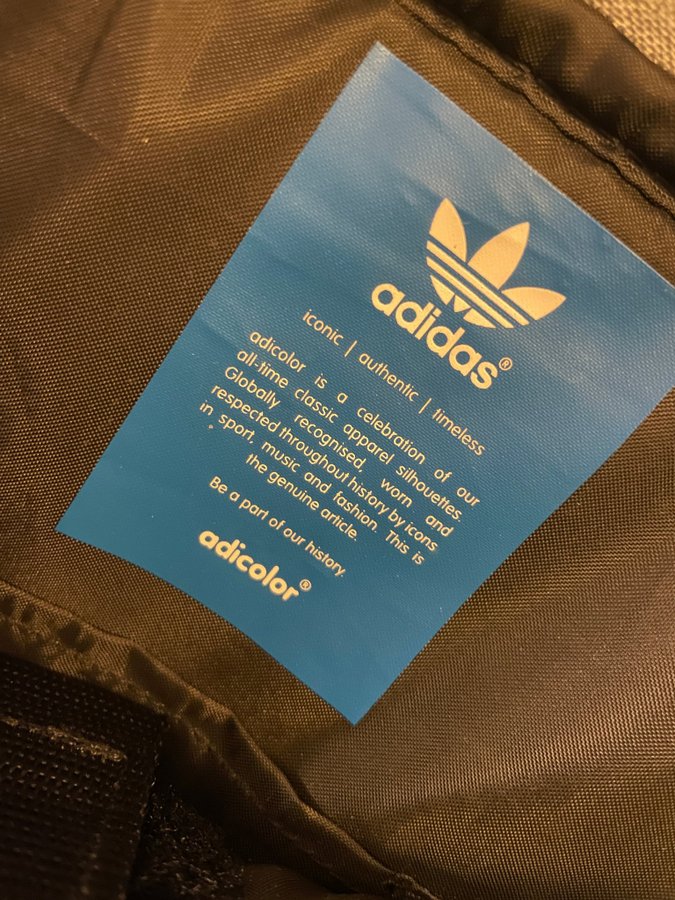 adidas®
iconic | authentic | timeless
adicolor is a celebration of our
all-time classic apparel silhouettes.
Globally recognised, worn and
respected throughout history by icons
in sport, music and fashion. This is
the genuine article.
Be a part of our history.
adicolor®